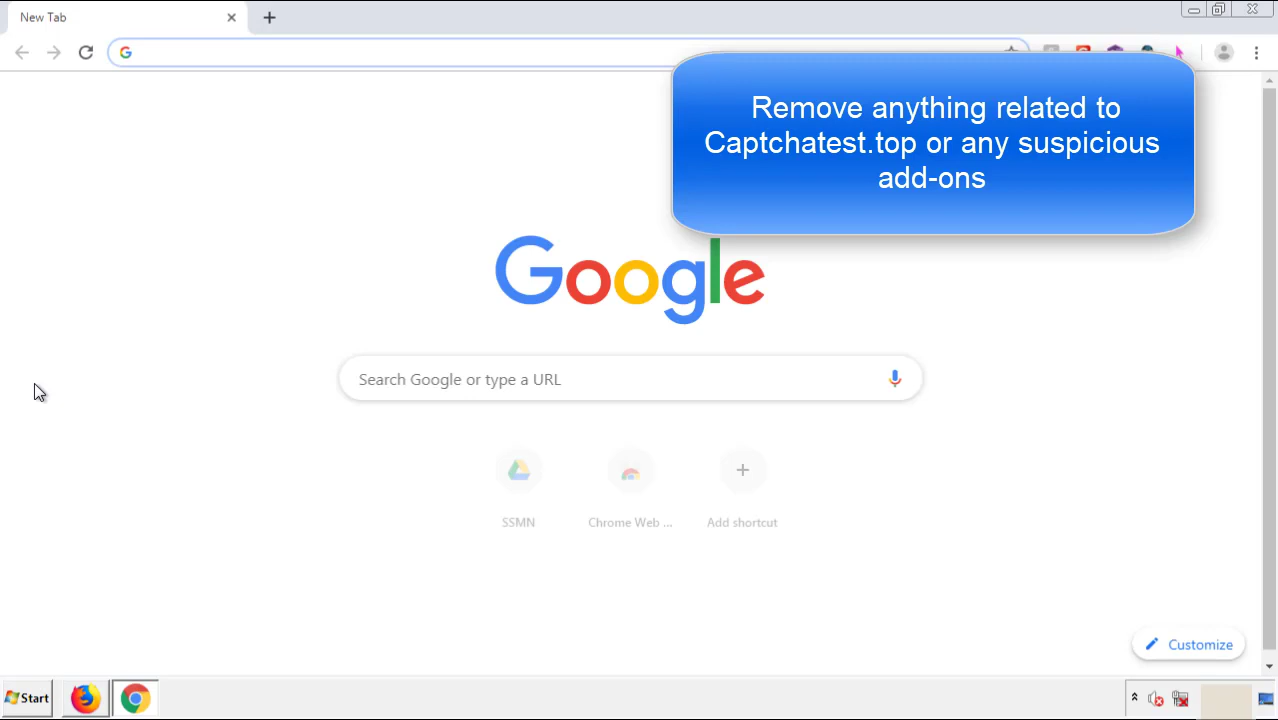 New Tab
Remove anything related to
Captchatest.top or any suspicious
add-ons
Google
Search Google or type a URL
SSMN
Chrome Web ...
Add shortcut
Customize
Start